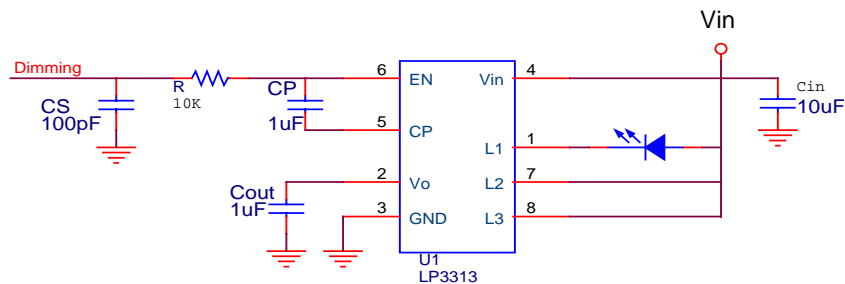 Vin
Dimming
R
10K
CS
100pF
CP
1uF
6
EN
5
CP
Cout
1uF
2
Vo
3
GND
Vin
4
Cin
10uF
L1
1
L2
7
L3
8
U1
LP3313